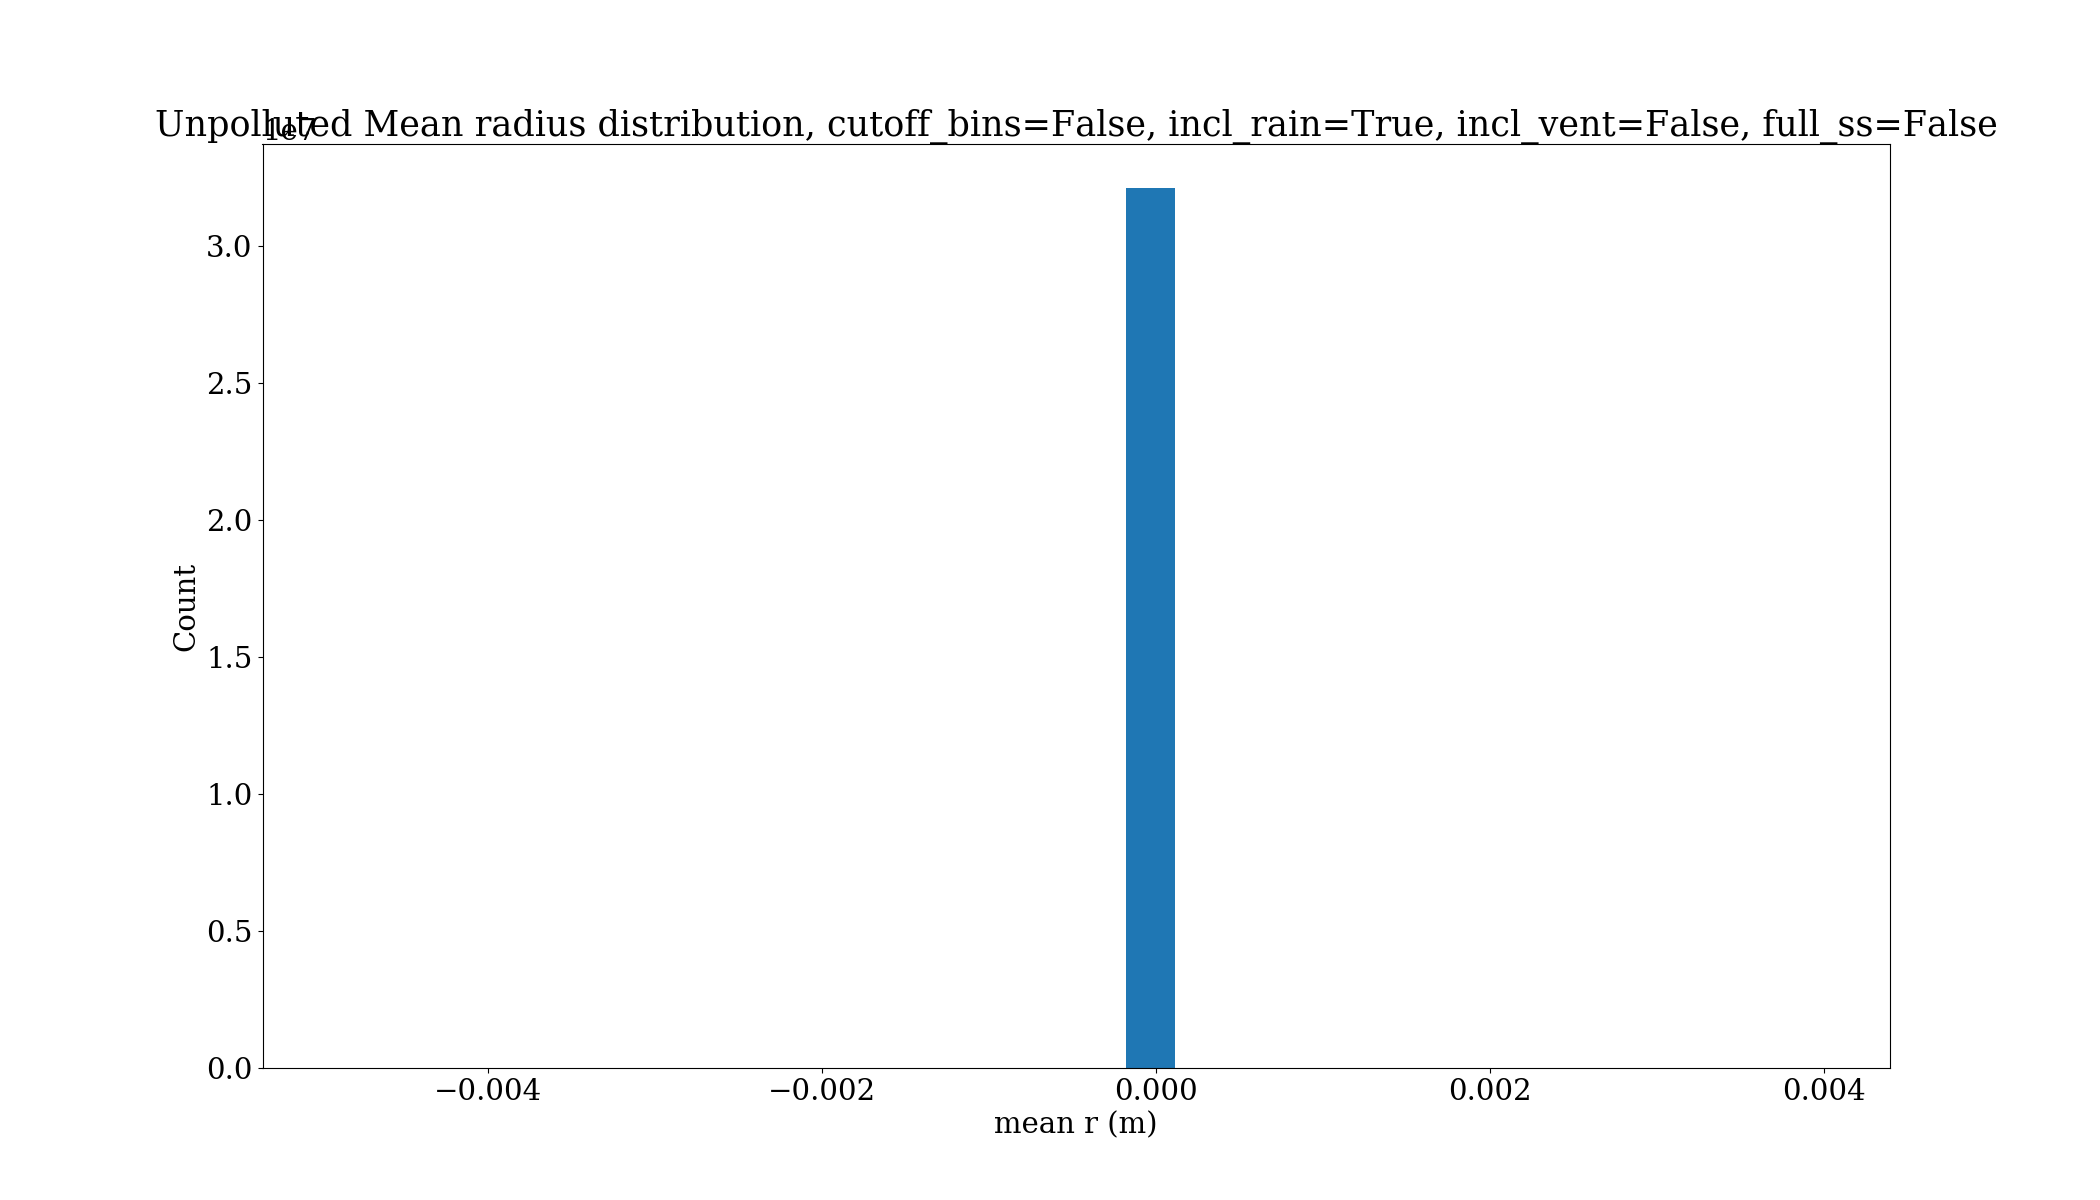 Unpolluted Mean radius distribution, cutoff_bins=False, incl_rain=True, incl_vent=False, full_ss=False
1e7
3.0
2.5
2.0
1.5
1.0
0.5
0.0
Count
−0.004 −0.002 0.000 0.002 0.004
mean r (m)